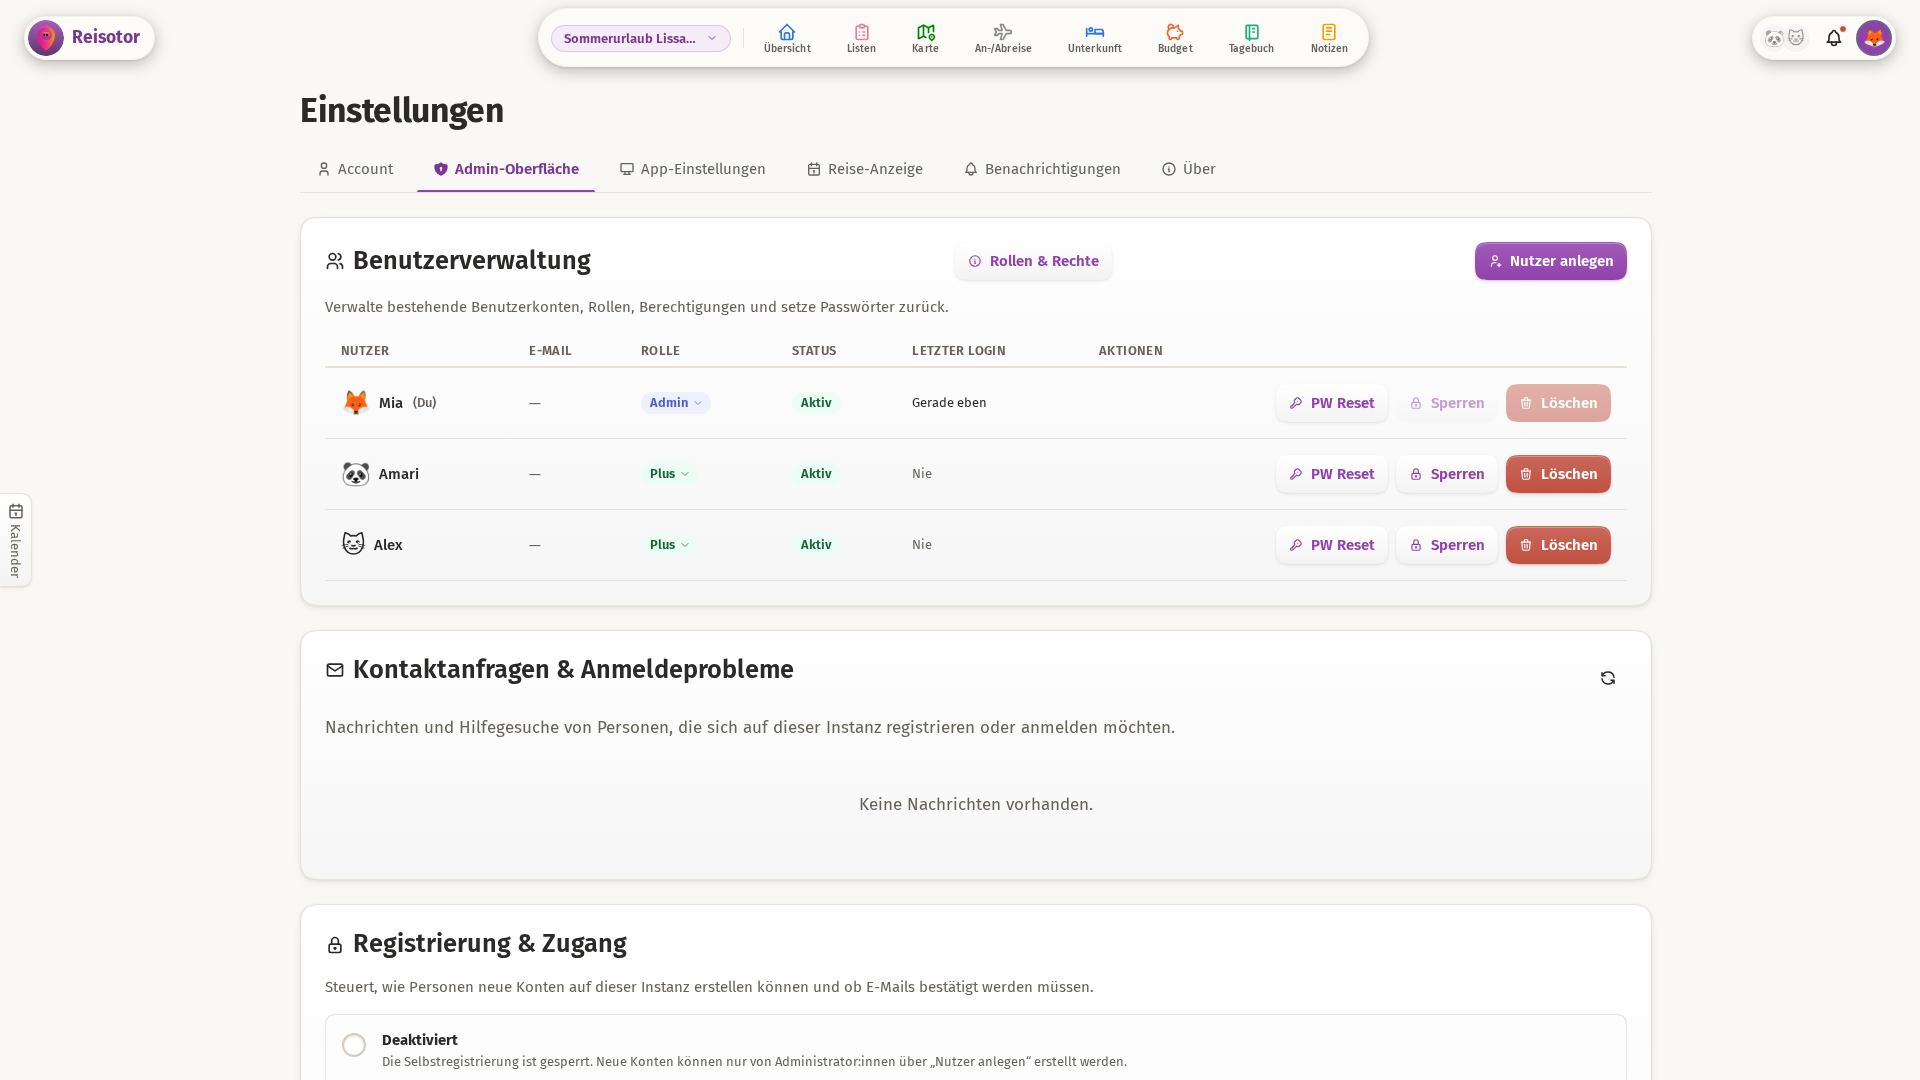 Reisotor
Sommerurlaub Lissa...
Übersicht
Listen
Karte
An-/Abreise
Unterkunft
Budget
Tagebuch
Notizen
Einstellungen
Account
Admin-Oberfläche
App-Einstellungen
Reise-Anzeige
Benachrichtigungen
Über
Benutzerverwaltung
Rollen & Rechte
Nutzer anlegen
Verwalte bestehende Benutzerkonten, Rollen, Berechtigungen und setze Passwörter zurück.
NUTZER E-MAIL ROLLE STATUS LETZTER LOGIN AKTIONEN
Mia (Du) — Admin Aktiv Gerade eben PW Reset Sperren Löschen
Amari — Plus Aktiv Nie PW Reset Sperren Löschen
Alex — Plus Aktiv Nie PW Reset Sperren Löschen
Kalender
Kontaktanfragen & Anmeldeprobleme
Nachrichten und Hilfegesuche von Personen, die sich auf dieser Instanz registrieren oder anmelden möchten.
Keine Nachrichten vorhanden.
Registrierung & Zugang
Steuert, wie Personen neue Konten auf dieser Instanz erstellen können und ob E-Mails bestätigt werden müssen.
Deaktiviert
Die Selbstregistrierung ist gesperrt. Neue Konten können nur von Administrator:innen über „Nutzer anlegen“ erstellt werden.